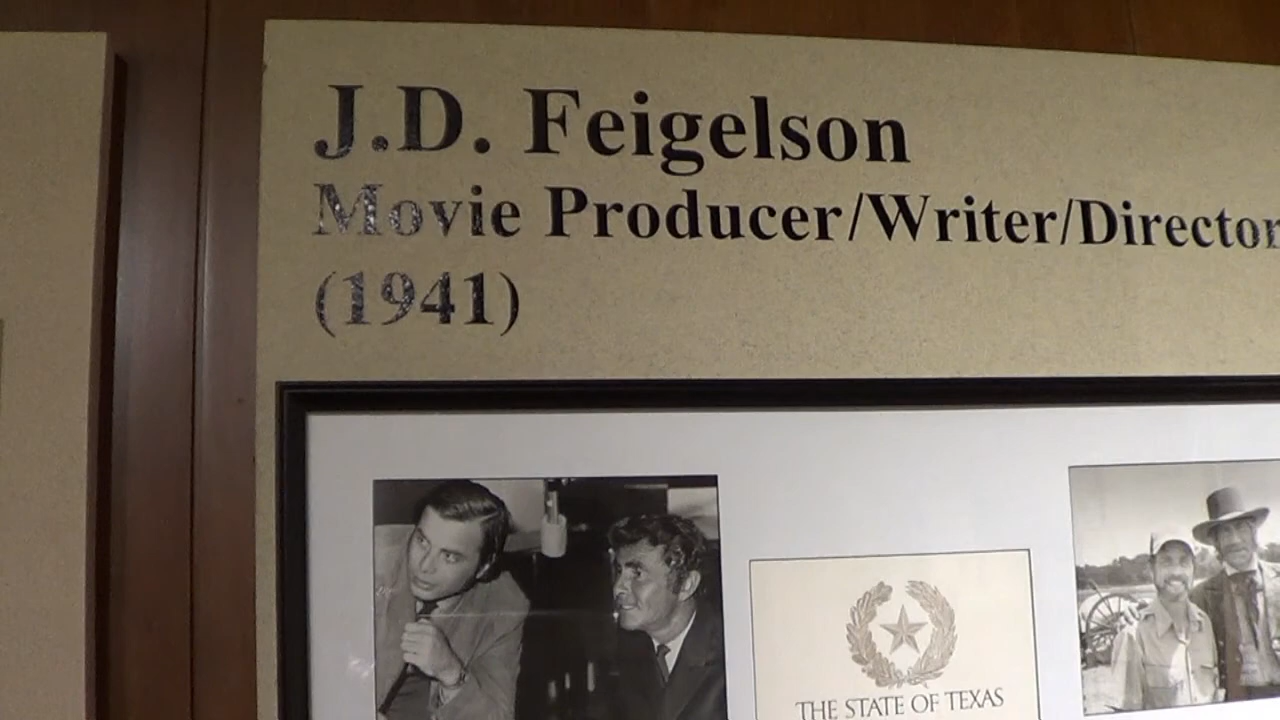 J.D. Feigelson
Movie Producer/Writer/Director
(1941)
THE STATE OF TEXAS